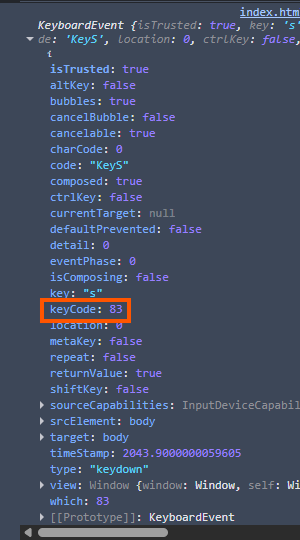 index.htm
KeyboardEvent {isTrusted: true, key: 's'
de: 'KeyS', location: 0, ctrlKey: false,
{
isTrusted: true
altKey: false
bubbles: true
cancelBubble: false
cancelable: true
charCode: 0
code: "KeyS"
composed: true
ctrlKey: false
currentTarget: null
defaultPrevented: false
detail: 0
eventPhase: 0
isComposing: false
key: "s"
keyCode: 83
location: 0
metaKey: false
repeat: false
returnValue: true
shiftKey: false
sourceCapabilities: InputDeviceCapabil
srcElement: body
target: body
timeStamp: 2043.9000000059605
type: "keydown"
view: Window {window: Window, self: Wi
which: 83
[[Prototype]]: KeyboardEvent